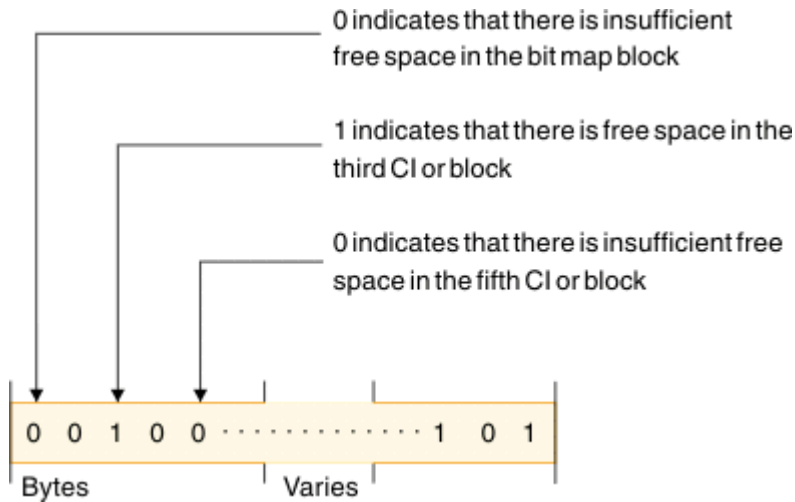 0 indicates that there is insufficient
free space in the bit map block
1 indicates that there is free space in the
third CI or block
0 indicates that there is insufficient free
space in the fifth CI or block
0 0 1 0 0 · · · · · · · · · · · · · · 1 0 1
Bytes Varies